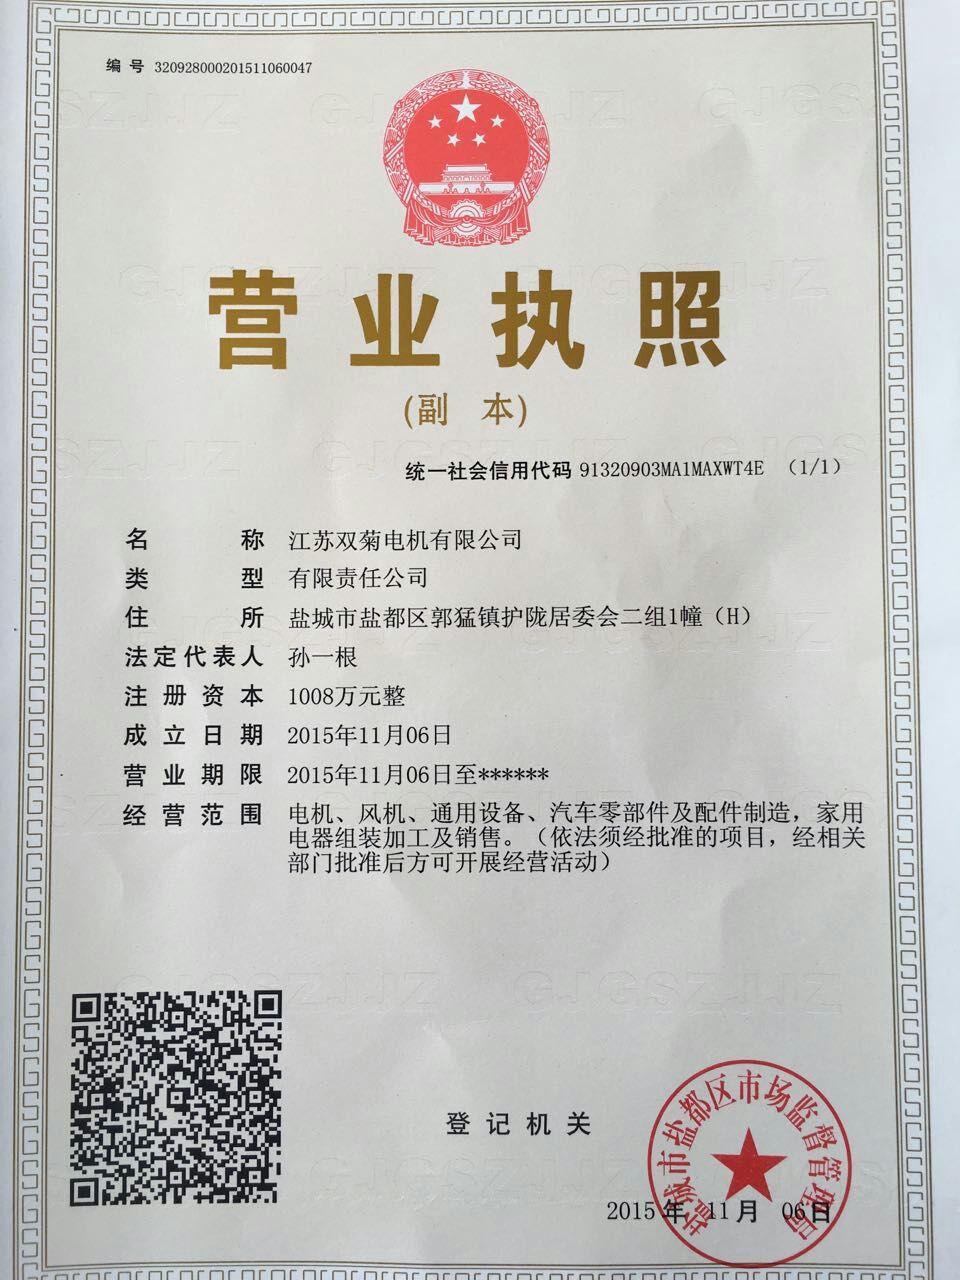 编号 320928000201511060047
营业执照
(副 本)
统一社会信用代码 91320903MA1MAXWT4E (1/1)
名称 江苏双菊电机有限公司
类型 有限责任公司
住所 盐城市盐都区郭猛镇护陇居委会二组1幢（H）
法定代表人 孙一根
注册资本 1008万元整
成立日期 2015年11月06日
营业期限 2015年11月06日至******
经营范围 电机、风机、通用设备、汽车零部件及配件制造，家用
电器组装加工及销售。（依法须经批准的项目，经相关
部门批准后方可开展经营活动）
登记机关
盐城市盐都区市场监督管理局
2015年 11月 06日